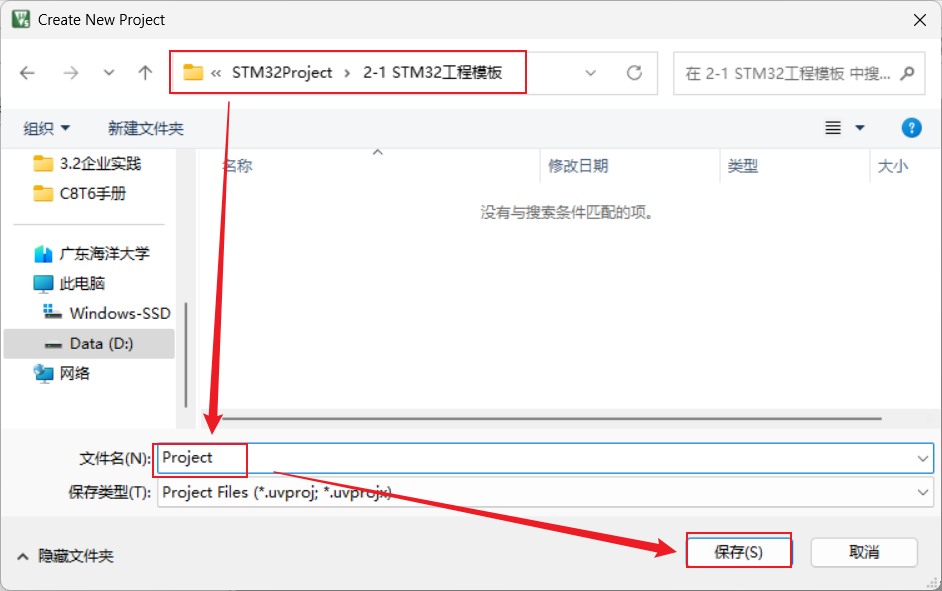 Create New Project
« STM32Project › 2-1 STM32工程模板
在 2-1 STM32工程模板 中搜...
组织 新建文件夹
3.2企业实践
C8T6手册
广东海洋大学
此电脑
Windows-SSD
Data (D:)
网络
名称 修改日期 类型 大小
没有与搜索条件匹配的项。
文件名(N): Project
保存类型(T): Project Files (*.uvproj; *.uvprojx)
隐藏文件夹
保存(S) 取消